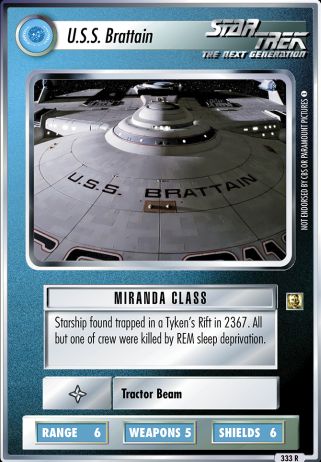 U.S.S. Brattain
STAR TREK
THE NEXT GENERATION
U.S.S. BRATTAIN
NOT ENDORSED BY CBS OR PARAMOUNT PICTURES
MIRANDA CLASS
Starship found trapped in a Tyken's Rift in 2367. All
but one of crew were killed by REM sleep deprivation.
Tractor Beam
RANGE 6 WEAPONS 5 SHIELDS 6
333 R